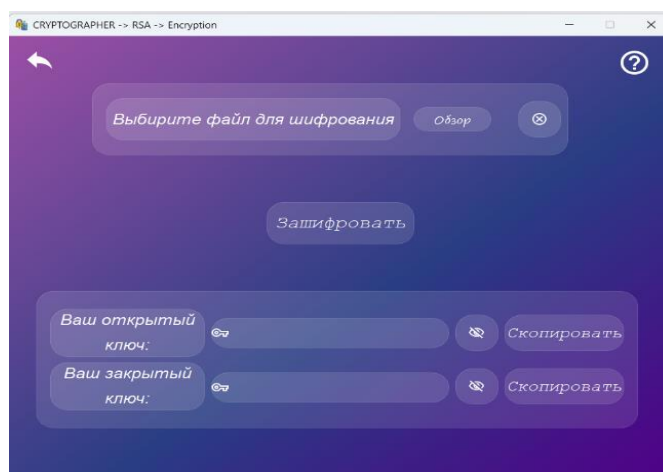 CRYPTOGRAPHER -> RSA -> Encryption
Выбирите файл для шифрования
Обзор
Зашифровать
Ваш открытый
ключ:
Скопировать
Ваш закрытый
ключ:
Скопировать